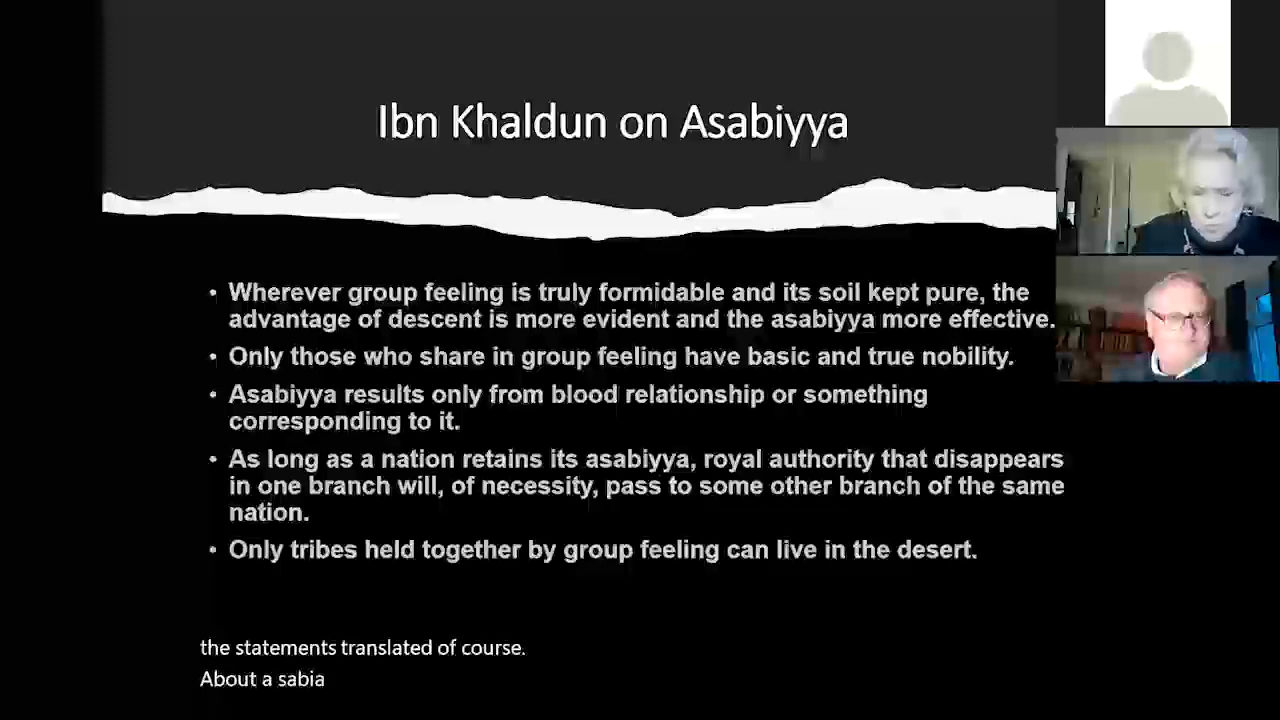 Ibn Khaldun on Asabiyya
• Wherever group feeling is truly formidable and its soil kept pure, the
advantage of descent is more evident and the asabiyya more effective.
• Only those who share in group feeling have basic and true nobility.
• Asabiyya results only from blood relationship or something
corresponding to it.
• As long as a nation retains its asabiyya, royal authority that disappears
in one branch will, of necessity, pass to some other branch of the same
nation.
• Only tribes held together by group feeling can live in the desert.
the statements translated of course.
About a sabia